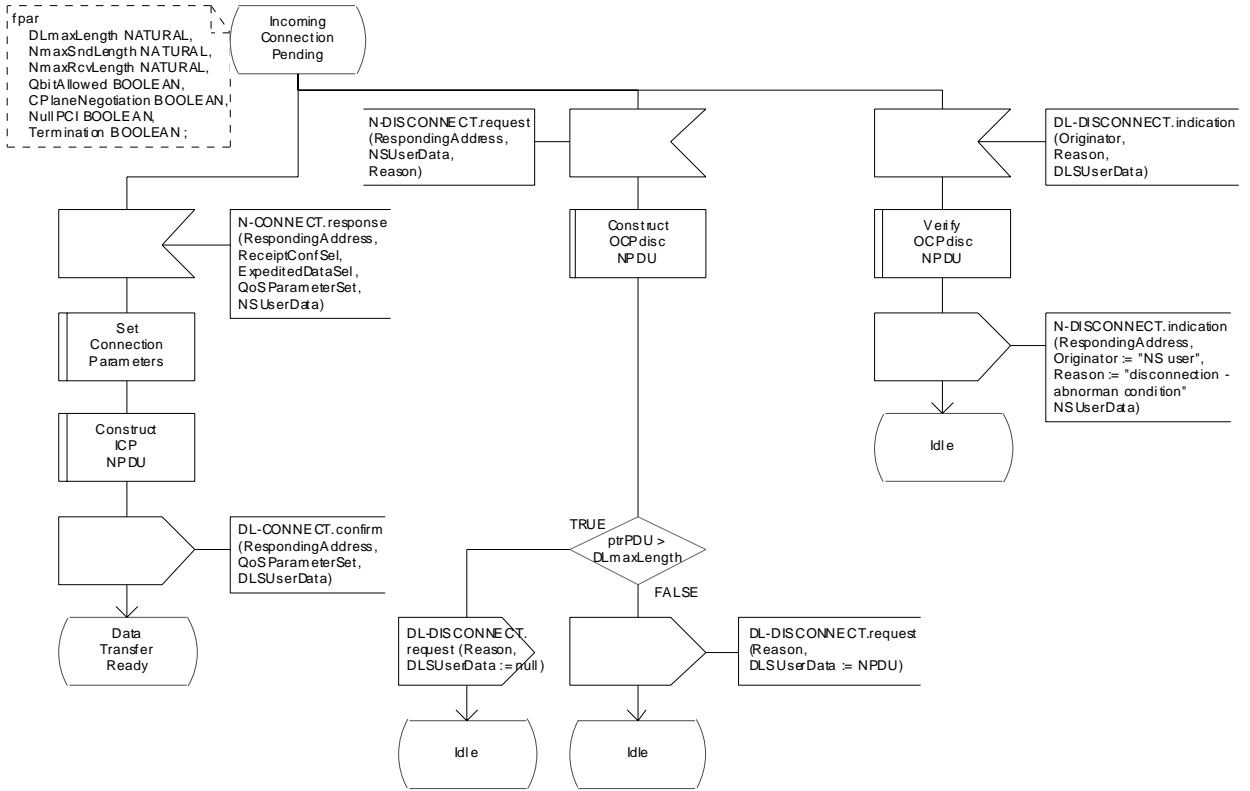 fpar
DLmaxLength NATURAL,
NmaxSndLength NATURAL,
NmaxRcvLength NATURAL,
QbitAllowed BOOLEAN,
CPlaneNegotiation BOOLEAN,
NullPCI BOOLEAN,
Termination BOOLEAN ;
Incoming
Connection
Pending
N-CONNECT.response
(RespondingAddress,
ReceiptConfSel,
ExpeditedDataSel,
QoSParameterSet,
NSUserData)
Set
Connection
Parameters
Construct
ICP
NPDU
DL-CONNECT.confirm
(RespondingAddress,
QoSParameterSet,
DLSUserData)
Data
Transfer
Ready
N-DISCONNECT.request
(RespondingAddress,
NSUserData,
Reason)
Construct
OCPdisc
NPDU
TRUE
ptrPDU >
DLmaxLength
FALSE
DL-DISCONNECT.
request (Reason,
DLSUserData := null)
Idle
DL-DISCONNECT.request
(Reason,
DLSUserData := NPDU)
Idle
DL-DISCONNECT.indication
(Originator,
Reason,
DLSUserData)
Verify
OCPdisc
NPDU
N-DISCONNECT.indication
(RespondingAddress,
Originator := "NS user",
Reason := "disconnection -
abnorman condition"
NSUserData)
Idle